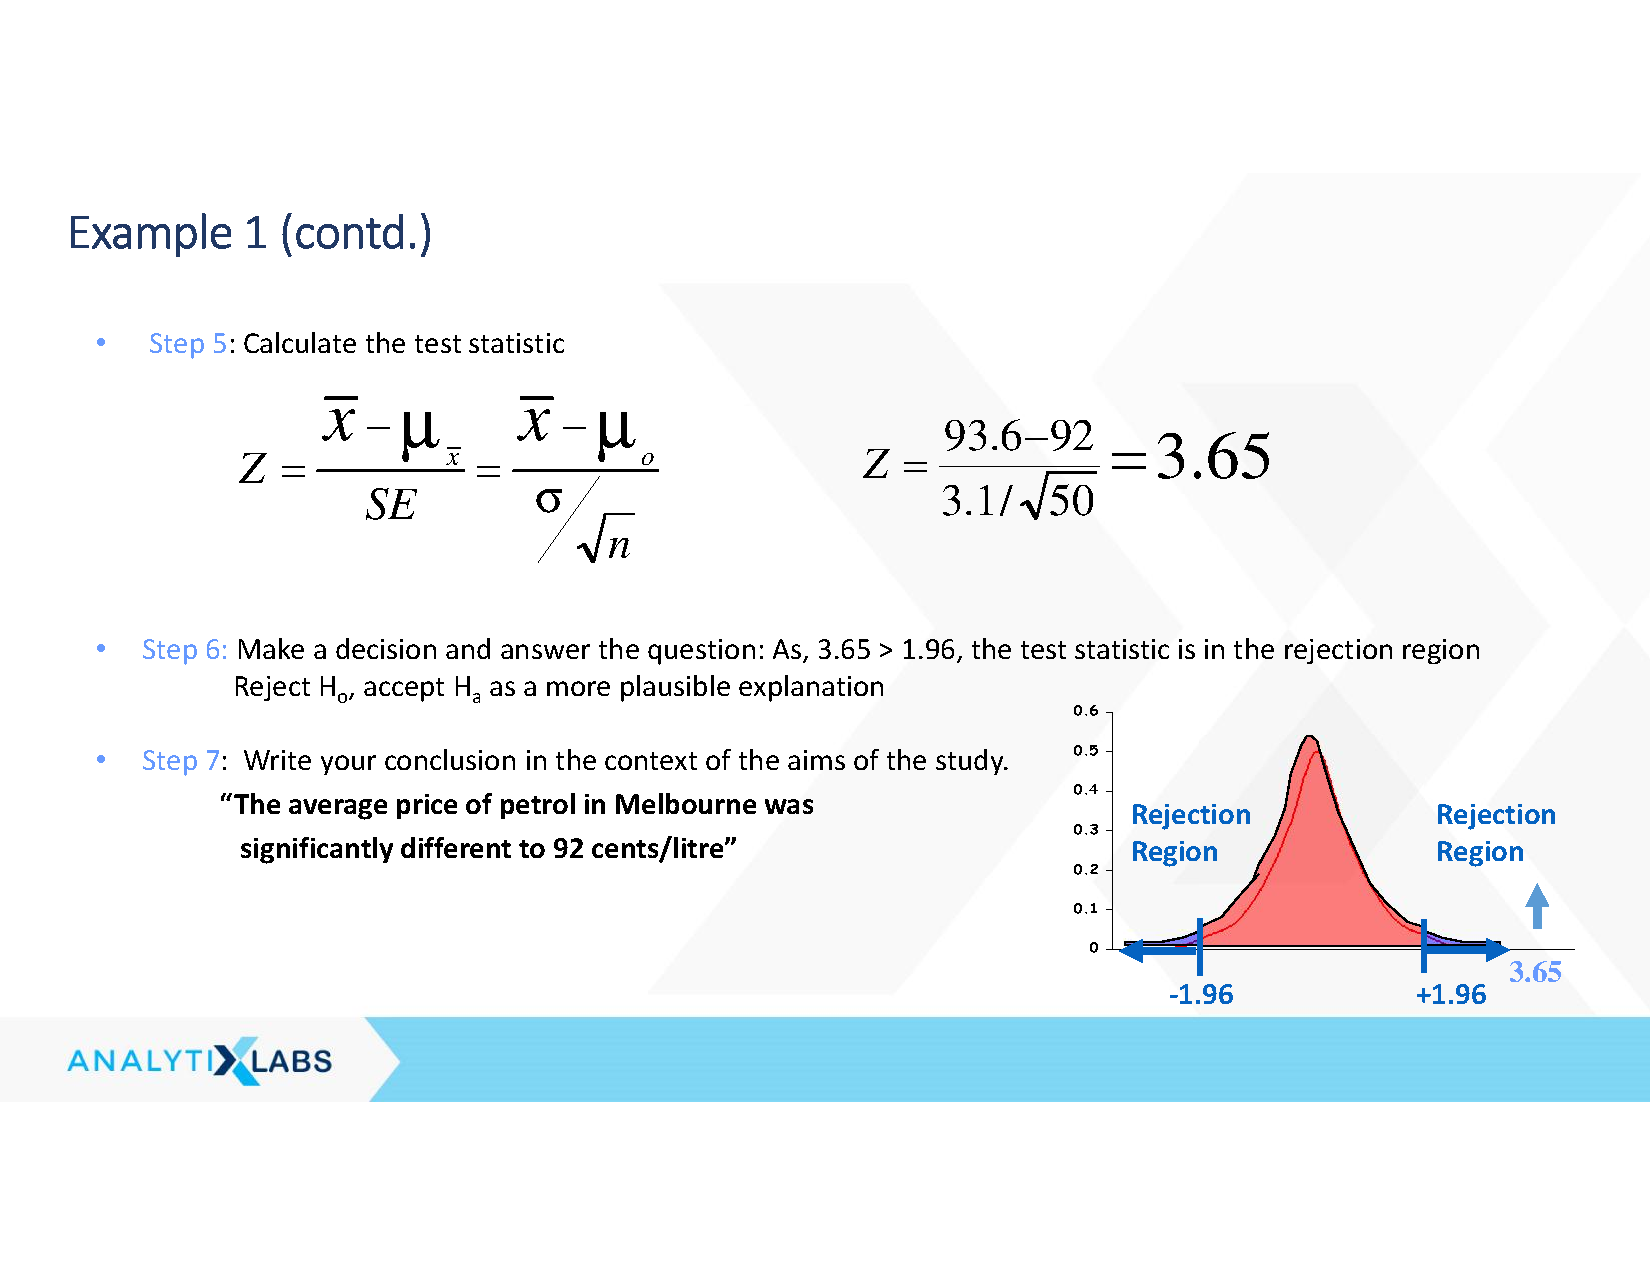 Example 1 (contd.)
• Step 5: Calculate the test statistic
Z = (x̄ − μx̄) / SE = (x̄ − μo) / (σ/√n)
Z = (93.6−92) / (3.1/√50) = 3.65
• Step 6: Make a decision and answer the question: As, 3.65 > 1.96, the test statistic is in the rejection region
Reject Ho, accept Ha as a more plausible explanation
• Step 7: Write your conclusion in the context of the aims of the study.
“The average price of petrol in Melbourne was
significantly different to 92 cents/litre”
0.6
0.5
0.4
0.3
0.2
0.1
0
Rejection
Region
Rejection
Region
3.65
-1.96
+1.96
ANALYTIXLABS